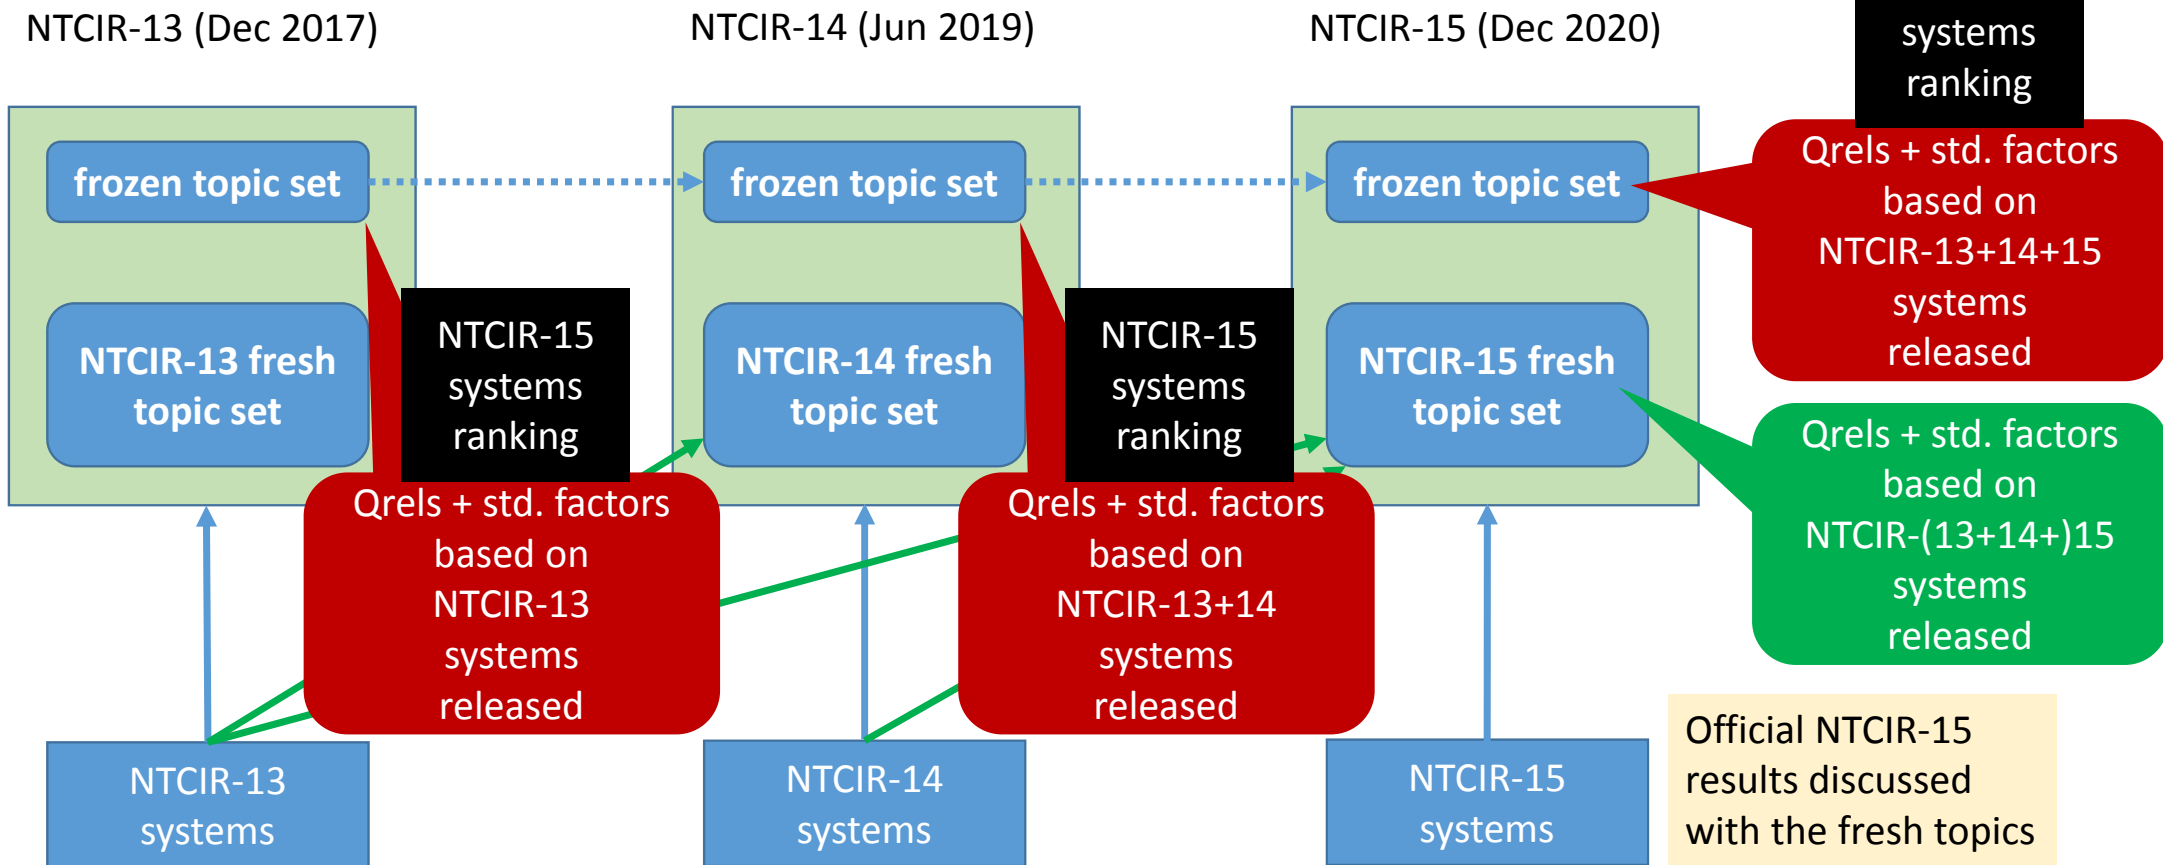 NTCIR-13 (Dec 2017)
NTCIR-14 (Jun 2019)
NTCIR-15 (Dec 2020)
systems
ranking
frozen topic set
frozen topic set
frozen topic set
Qrels + std. factors
based on
NTCIR-13+14+15
systems
released
NTCIR-13 fresh
topic set
NTCIR-15
systems
ranking
NTCIR-14 fresh
topic set
NTCIR-15
systems
ranking
NTCIR-15 fresh
topic set
Qrels + std. factors
based on
NTCIR-(13+14+)15
systems
released
Qrels + std. factors
based on
NTCIR-13
systems
released
Qrels + std. factors
based on
NTCIR-13+14
systems
released
NTCIR-13
systems
NTCIR-14
systems
NTCIR-15
systems
Official NTCIR-15
results discussed
with the fresh topics